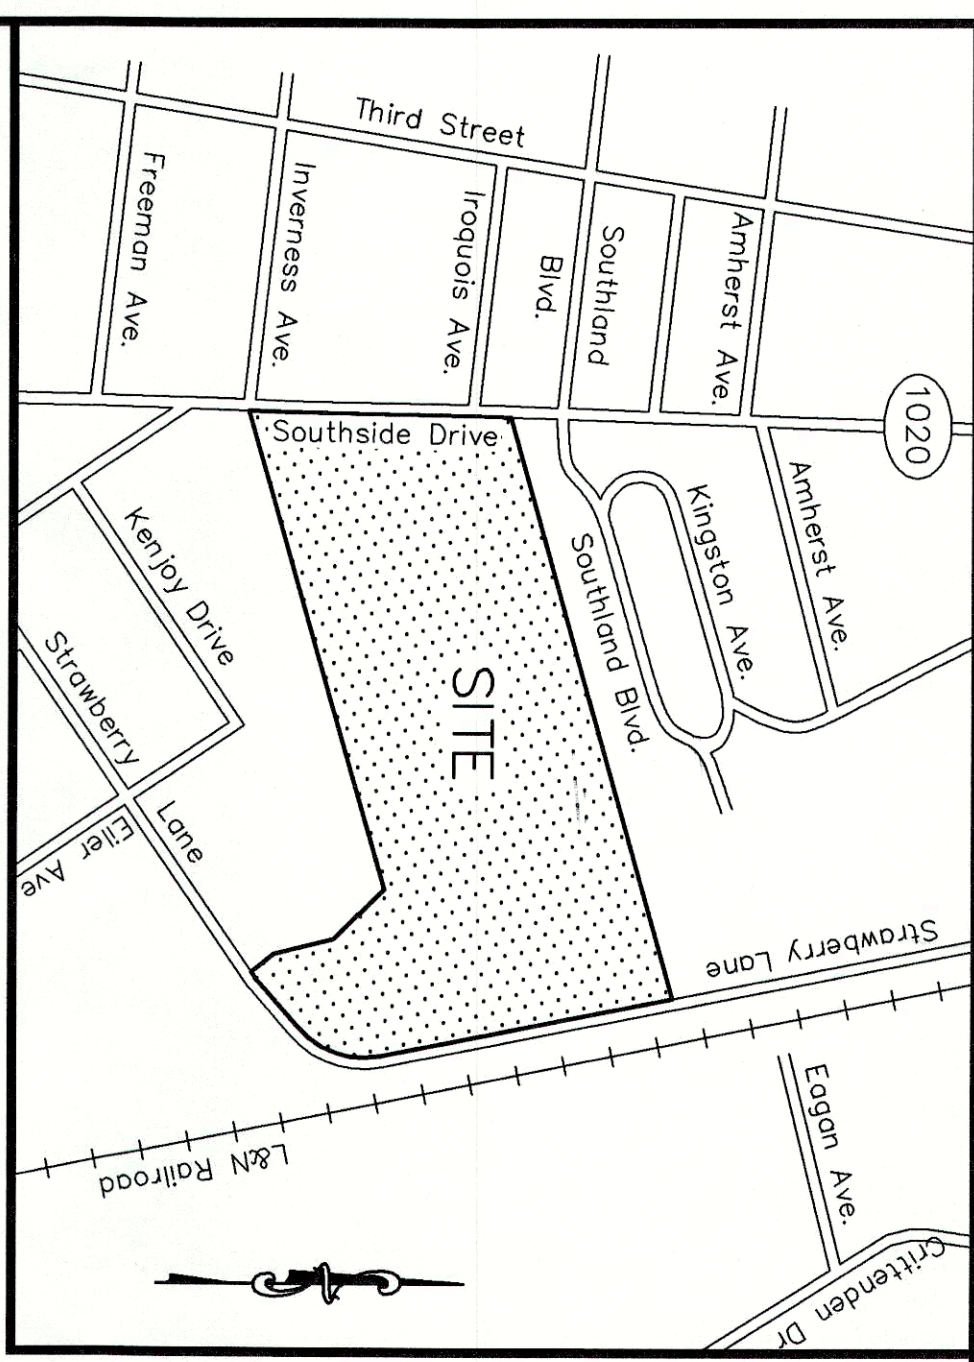 Third Street
Freeman Ave.
Inverness Ave.
Iroquois Ave.
Southland
Blvd.
Amherst Ave.
1020
Southside Drive
Amherst Ave.
Kingston Ave.
Southland Blvd.
Kenjoy Drive
Strawberry
Lane
Eiler Ave
SITE
Strawberry Lane
L&N Railroad
Eagan Ave.
Crittenden Dr